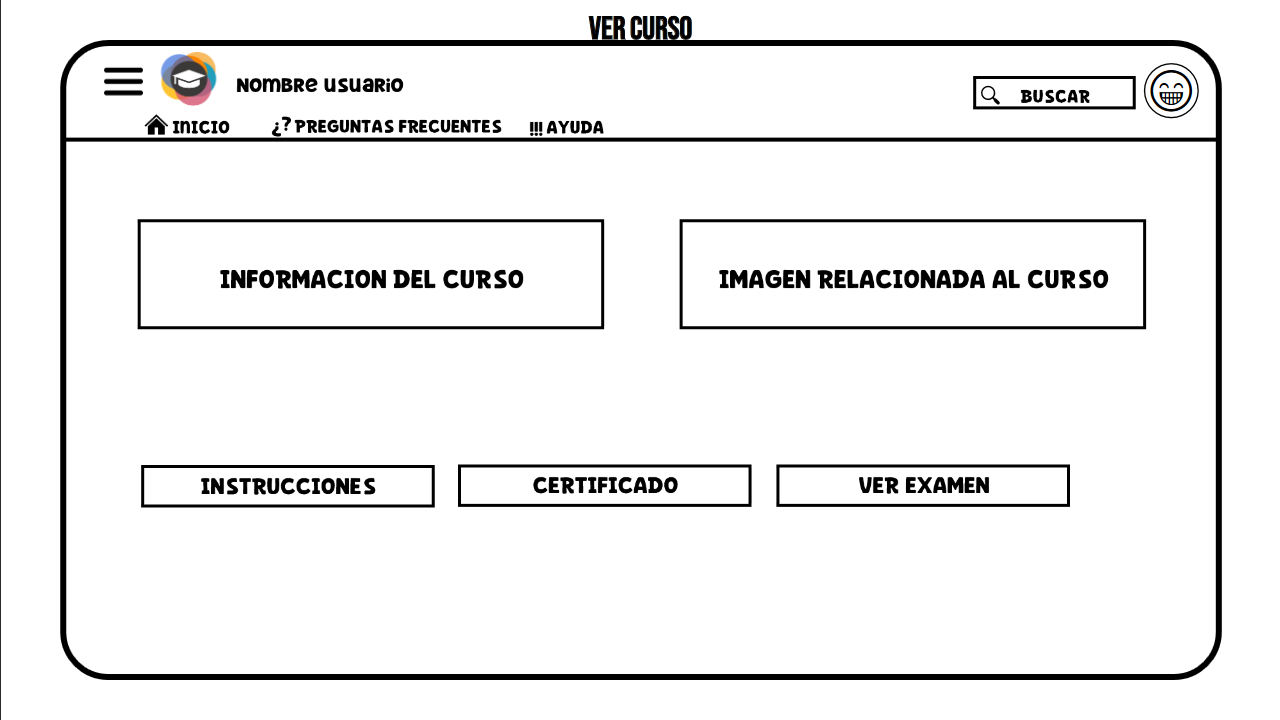 VER CURSO
NOMBRE USUARIO
BUSCAR
INICIO ¿? PREGUNTAS FRECUENTES !!! AYUDA
INFORMACION DEL CURSO IMAGEN RELACIONADA AL CURSO
INSTRUCCIONES CERTIFICADO VER EXAMEN